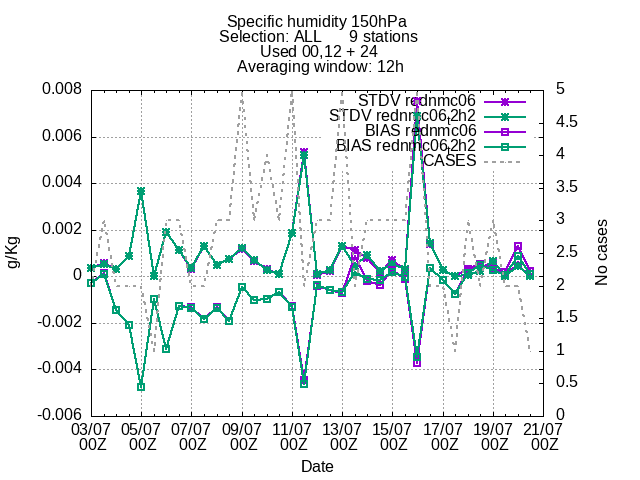 Specific humidity 150hPa
Selection: ALL 9 stations
Used 00,12 + 24
Averaging window: 12h
STDV rednmc06
STDV rednmc06,2h2
BIAS rednmc06
BIAS rednmc06,2h2
CASES
g/Kg
0.008
0.006
0.004
0.002
0
-0.002
-0.004
-0.006
No cases
5
4.5
4
3.5
3
2.5
2
1.5
1
0.5
0
03/07 05/07 07/07 09/07 11/07 13/07 15/07 17/07 19/07 21/07
00Z 00Z 00Z 00Z 00Z 00Z 00Z 00Z 00Z 00Z
Date